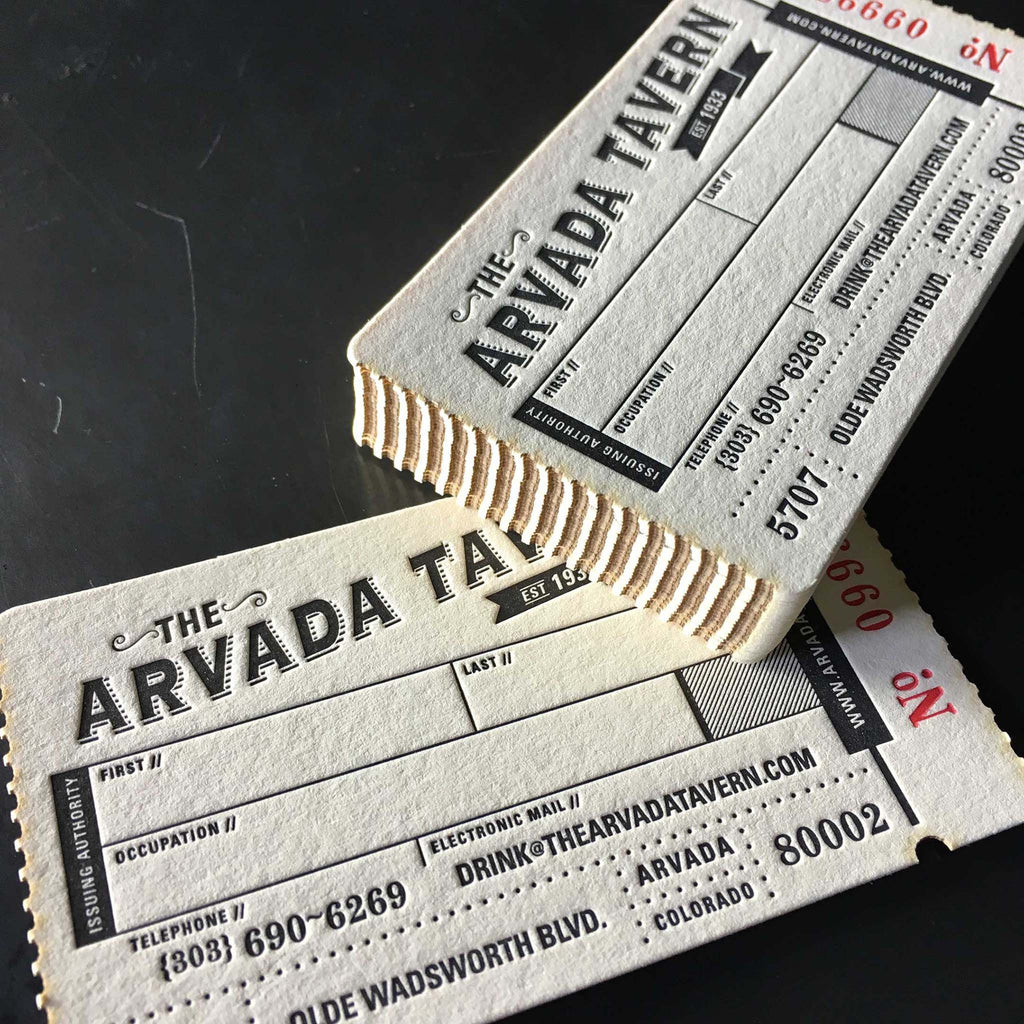 THE
ARVADA TAVERN
EST 1933
FIRST //
LAST //
OCCUPATION //
ISSUING AUTHORITY
TELEPHONE //
{303} 690~6269
ELECTRONIC MAIL //
DRINK@THEARVADATAVERN.COM
5707
OLDE WADSWORTH BLVD.
ARVADA
COLORADO
80002
WWW.ARVADATAVERN.COM
No.
THE
ARVADA
EST
FIRST //
LAST //
OCCUPATION //
ISSUING AUTHORITY
TELEPHONE //
{303} 690~6269
ELECTRONIC MAIL //
DRINK@THEARVADATAVERN.COM
OLDE WADSWORTH BLVD.
ARVADA
COLORADO
80002
No.